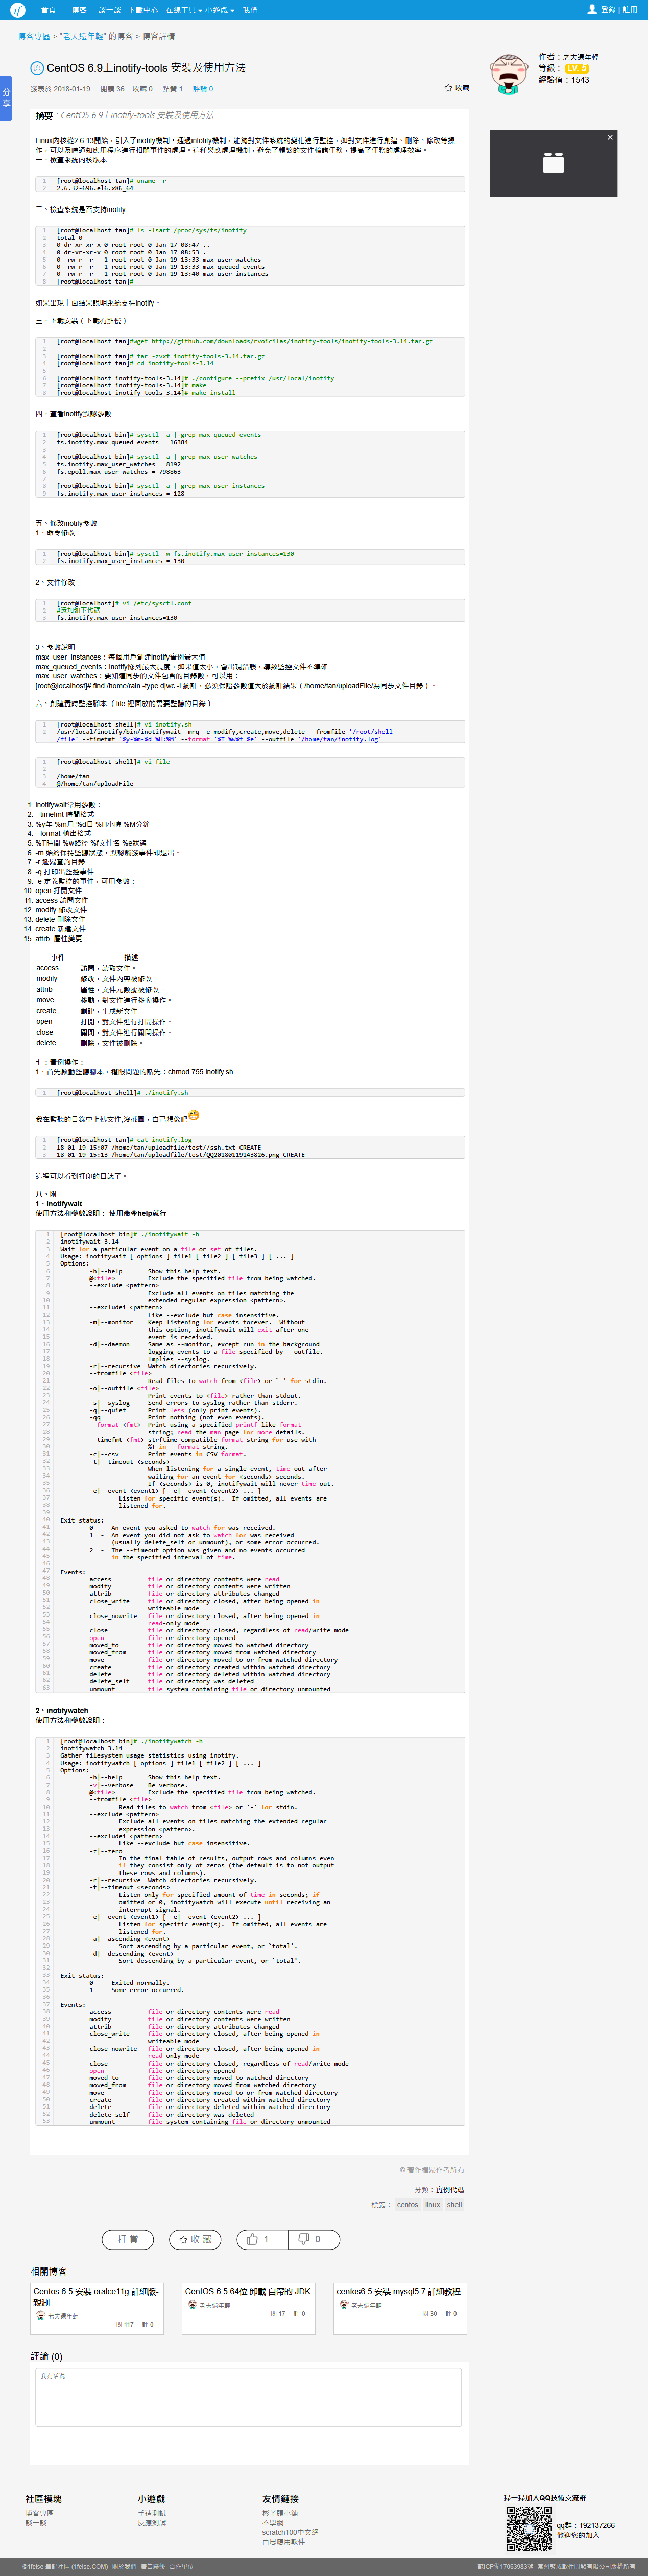 首頁 博客 談一談 下載中心 在線工具 小遊戲 我們 登錄 | 註冊
博客專區 > "老夫還年輕" 的博客 > 博客詳情
分享
CentOS 6.9上inotify-tools 安裝及使用方法
發表於 2018-01-19 閱讀 36 收藏 0 點贊 1 評論 0 收藏
作者：老夫還年輕
等級： LV. 5
經驗值：1543
摘要：CentOS 6.9上inotify-tools 安裝及使用方法
Linux內核從2.6.13開始，引入了inotify機制。通過intofity機制，能夠對文件系統的變化進行監控，如對文件進行創建、刪除、修改等操
作，可以及時通知應用程序進行相關事件的處理。這種響應處理機制，避免了頻繁的文件輪詢任務，提高了任務的處理效率。
一、檢查系統內核版本
1 [root@localhost tan]# uname -r
2 2.6.32-696.el6.x86_64
二、檢查系統是否支持inotify
1 [root@localhost tan]# ls -lsart /proc/sys/fs/inotify
2 total 0
3 0 dr-xr-xr-x 0 root root 0 Jan 17 08:47 ..
4 0 dr-xr-xr-x 0 root root 0 Jan 17 08:53 .
5 0 -rw-r--r-- 1 root root 0 Jan 19 13:33 max_user_watches
6 0 -rw-r--r-- 1 root root 0 Jan 19 13:33 max_queued_events
7 0 -rw-r--r-- 1 root root 0 Jan 19 13:40 max_user_instances
8 [root@localhost tan]#
如果出現上面結果說明系統支持inotify。
三、下載安裝（下載有點慢）
1 [root@localhost tan]#wget http://github.com/downloads/rvoicilas/inotify-tools/inotify-tools-3.14.tar.gz
2
3 [root@localhost tan]# tar -zvxf inotify-tools-3.14.tar.gz
4 [root@localhost tan]# cd inotify-tools-3.14
5
6 [root@localhost inotify-tools-3.14]# ./configure --prefix=/usr/local/inotify
7 [root@localhost inotify-tools-3.14]# make
8 [root@localhost inotify-tools-3.14]# make install
四、查看inotify默認參數
1 [root@localhost bin]# sysctl -a | grep max_queued_events
2 fs.inotify.max_queued_events = 16384
3
4 [root@localhost bin]# sysctl -a | grep max_user_watches
5 fs.inotify.max_user_watches = 8192
6 fs.epoll.max_user_watches = 798863
7
8 [root@localhost bin]# sysctl -a | grep max_user_instances
9 fs.inotify.max_user_instances = 128
五、修改inotify參數
1、命令修改
1 [root@localhost bin]# sysctl -w fs.inotify.max_user_instances=130
2 fs.inotify.max_user_instances = 130
2、文件修改
1 [root@localhost]# vi /etc/sysctl.conf
2 #添加如下代碼
3 fs.inotify.max_user_instances=130
3、參數說明
max_user_instances：每個用戶創建inotify實例最大值
max_queued_events：inotify隊列最大長度，如果值太小，會出現錯誤，導致監控文件不準確
max_user_watches：要知道同步的文件包含的目錄數，可以用：
[root@localhost]# find /home/rain -type d|wc -l 統計，必須保證參數值大於統計結果（/home/tan/uploadFile/為同步文件目錄）。
六、創建實時監控腳本 （file 裡面放的需要監聽的目錄）
1 [root@localhost shell]# vi inotify.sh
2 /usr/local/inotify/bin/inotifywait -mrq -e modify,create,move,delete --fromfile '/root/shell
/file' --timefmt '%y-%m-%d %H:%M' --format '%T %w%f %e' --outfile '/home/tan/inotify.log'
1 [root@localhost shell]# vi file
2
3 /home/tan
4 @/home/tan/uploadFile
1. inotifywait常用參數：
2. --timefmt 時間格式
3. %y年 %m月 %d日 %H小時 %M分鐘
4. --format 輸出格式
5. %T時間 %w路徑 %f文件名 %e狀態
6. -m 始終保持監聽狀態，默認觸發事件即退出。
7. -r 遞歸查詢目錄
8. -q 打印出監控事件
9. -e 定義監控的事件，可用參數：
10. open 打開文件
11. access 訪問文件
12. modify 修改文件
13. delete 刪除文件
14. create 新建文件
15. attrb 屬性變更
事件 描述
access 訪問，讀取文件。
modify 修改，文件內容被修改。
attrib 屬性，文件元數據被修改。
move 移動，對文件進行移動操作。
create 創建，生成新文件
open 打開，對文件進行打開操作。
close 關閉，對文件進行關閉操作。
delete 刪除，文件被刪除。
七：實例操作：
1、首先啟動監聽腳本，權限問題的話先：chmod 755 inotify.sh
1 [root@localhost shell]# ./inotify.sh
我在監聽的目錄中上傳文件,沒截圖，自己想像吧
1 [root@localhost tan]# cat inotify.log
2 18-01-19 15:07 /home/tan/uploadfile/test//ssh.txt CREATE
3 18-01-19 15:13 /home/tan/uploadfile/test/QQ20180119143826.png CREATE
這裡可以看到打印的日誌了。
八、附
1、inotifywait
使用方法和參數說明： 使用命令help就行
1 [root@localhost bin]# ./inotifywait -h
2 inotifywait 3.14
3 Wait for a particular event on a file or set of files.
4 Usage: inotifywait [ options ] file1 [ file2 ] [ file3 ] [ ... ]
5 Options:
6 -h|--help Show this help text.
7 @<file> Exclude the specified file from being watched.
8 --exclude <pattern>
9 Exclude all events on files matching the
10 extended regular expression <pattern>.
11 --excludei <pattern>
12 Like --exclude but case insensitive.
13 -m|--monitor Keep listening for events forever. Without
14 this option, inotifywait will exit after one
15 event is received.
16 -d|--daemon Same as --monitor, except run in the background
17 logging events to a file specified by --outfile.
18 Implies --syslog.
19 -r|--recursive Watch directories recursively.
20 --fromfile <file>
21 Read files to watch from <file> or `-' for stdin.
22 -o|--outfile <file>
23 Print events to <file> rather than stdout.
24 -s|--syslog Send errors to syslog rather than stderr.
25 -q|--quiet Print less (only print events).
26 -qq Print nothing (not even events).
27 --format <fmt> Print using a specified printf-like format
28 string; read the man page for more details.
29 --timefmt <fmt> strftime-compatible format string for use with
30 %T in --format string.
31 -c|--csv Print events in CSV format.
32 -t|--timeout <seconds>
33 When listening for a single event, time out after
34 waiting for an event for <seconds> seconds.
35 If <seconds> is 0, inotifywait will never time out.
36 -e|--event <event1> [ -e|--event <event2> ... ]
37 Listen for specific event(s). If omitted, all events are
38 listened for.
39
40 Exit status:
41 0 - An event you asked to watch for was received.
42 1 - An event you did not ask to watch for was received
43 (usually delete_self or unmount), or some error occurred.
44 2 - The --timeout option was given and no events occurred
45 in the specified interval of time.
46
47 Events:
48 access file or directory contents were read
49 modify file or directory contents were written
50 attrib file or directory attributes changed
51 close_write file or directory closed, after being opened in
52 writeable mode
53 close_nowrite file or directory closed, after being opened in
54 read-only mode
55 close file or directory closed, regardless of read/write mode
56 open file or directory opened
57 moved_to file or directory moved to watched directory
58 moved_from file or directory moved from watched directory
59 move file or directory moved to or from watched directory
60 create file or directory created within watched directory
61 delete file or directory deleted within watched directory
62 delete_self file or directory was deleted
63 unmount file system containing file or directory unmounted
2、inotifywatch
使用方法和參數說明：
1 [root@localhost bin]# ./inotifywatch -h
2 inotifywatch 3.14
3 Gather filesystem usage statistics using inotify.
4 Usage: inotifywatch [ options ] file1 [ file2 ] [ ... ]
5 Options:
6 -h|--help Show this help text.
7 -v|--verbose Be verbose.
8 @<file> Exclude the specified file from being watched.
9 --fromfile <file>
10 Read files to watch from <file> or `-' for stdin.
11 --exclude <pattern>
12 Exclude all events on files matching the extended regular
13 expression <pattern>.
14 --excludei <pattern>
15 Like --exclude but case insensitive.
16 -z|--zero
17 In the final table of results, output rows and columns even
18 if they consist only of zeros (the default is to not output
19 these rows and columns).
20 -r|--recursive Watch directories recursively.
21 -t|--timeout <seconds>
22 Listen only for specified amount of time in seconds; if
23 omitted or 0, inotifywatch will execute until receiving an
24 interrupt signal.
25 -e|--event <event1> [ -e|--event <event2> ... ]
26 Listen for specific event(s). If omitted, all events are
27 listened for.
28 -a|--ascending <event>
29 Sort ascending by a particular event, or `total'.
30 -d|--descending <event>
31 Sort descending by a particular event, or `total'.
32
33 Exit status:
34 0 - Exited normally.
35 1 - Some error occurred.
36
37 Events:
38 access file or directory contents were read
39 modify file or directory contents were written
40 attrib file or directory attributes changed
41 close_write file or directory closed, after being opened in
42 writeable mode
43 close_nowrite file or directory closed, after being opened in
44 read-only mode
45 close file or directory closed, regardless of read/write mode
46 open file or directory opened
47 moved_to file or directory moved to watched directory
48 moved_from file or directory moved from watched directory
49 move file or directory moved to or from watched directory
50 create file or directory created within watched directory
51 delete file or directory deleted within watched directory
52 delete_self file or directory was deleted
53 unmount file system containing file or directory unmounted
© 著作權歸作者所有
分類：實例代碼
標籤： centos linux shell
打 賞 收 藏 1 0
相關博客
Centos 6.5 安裝 oralce11g 詳細版-親測 ...
老夫還年輕
閱 117 評 0
CentOS 6.5 64位 卸載 自帶的 JDK
老夫還年輕
閱 17 評 0
centos6.5 安裝 mysql5.7 詳細教程
老夫還年輕
閱 30 評 0
評論 (0)
我有話說...
社區模塊
博客專區
談一談
小遊戲
手速測試
反應測試
友情鏈接
彬丫頭小鋪
不學網
scratch100中文網
百思應用軟件
掃一掃加入QQ技術交流群
qq群：192137266
歡迎您的加入
©1felse 筆記社區 (1felse.COM) 關於我們 廣告聯繫 合作單位
蘇ICP備17063983號 常州繁成軟件開發有限公司版權所有